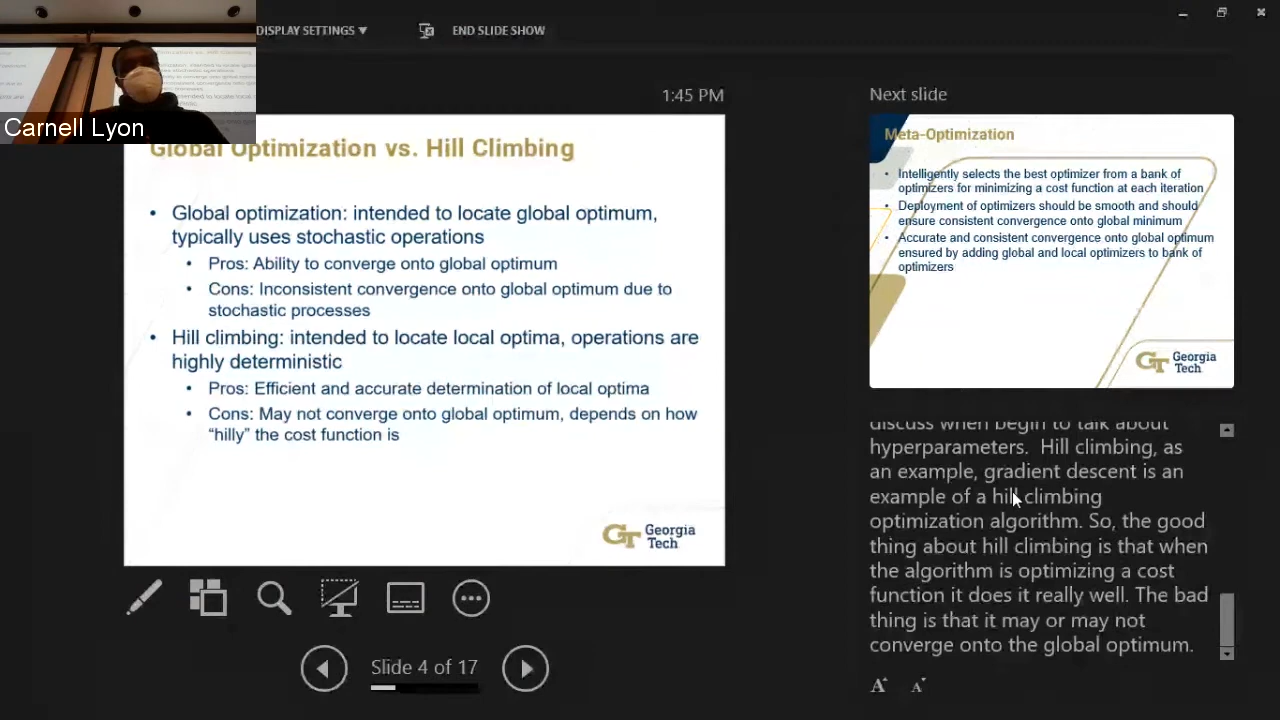 DISPLAY SETTINGS ▼
END SLIDE SHOW
Carnell Lyon
1:45 PM
Next slide
Global Optimization vs. Hill Climbing
• Global optimization: intended to locate global optimum,
typically uses stochastic operations
• Pros: Ability to converge onto global optimum
• Cons: Inconsistent convergence onto global optimum due to
stochastic processes
• Hill climbing: intended to locate local optima, operations are
highly deterministic
• Pros: Efficient and accurate determination of local optima
• Cons: May not converge onto global optimum, depends on how
“hilly” the cost function is
GT Georgia
Tech
Slide 4 of 17
Meta-Optimization
• Intelligently selects the best optimizer from a bank of
optimizers for minimizing a cost function at each iteration
• Deployment of optimizers should be smooth and should
ensure consistent convergence onto global minimum
• Accurate and consistent convergence onto global optimum
ensured by adding global and local optimizers to bank of
optimizers
GT Georgia
Tech
discuss when begin to talk about
hyperparameters. Hill climbing, as
an example, gradient descent is an
example of a hill climbing
optimization algorithm. So, the good
thing about hill climbing is that when
the algorithm is optimizing a cost
function it does it really well. The bad
thing is that it may or may not
converge onto the global optimum.
A A